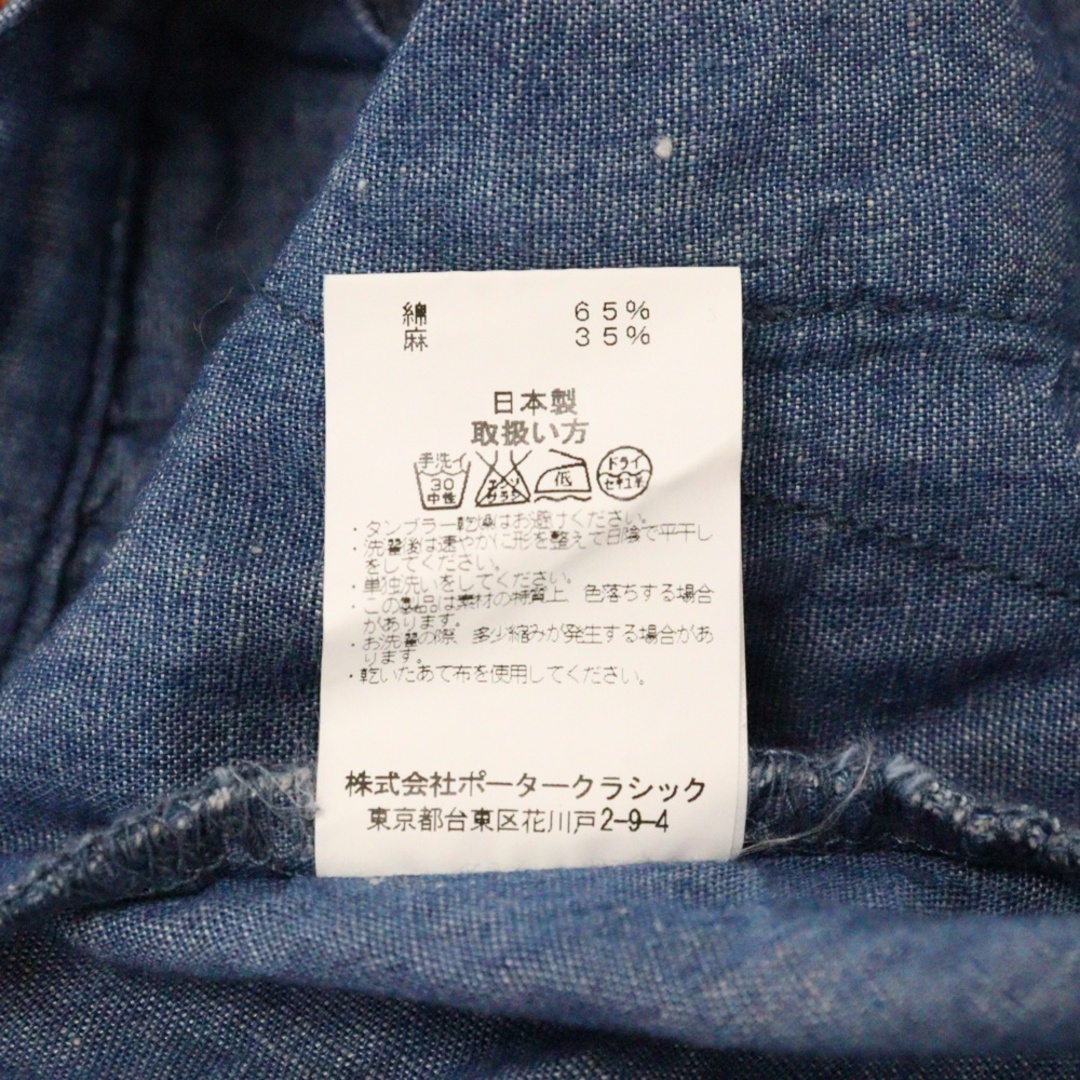 綿 65%
麻 35%
日本製
取扱い方
手洗イ 30 中性
エンソサラシ
低
ドライ セキユ系
・タンブラー乾燥はお避けください。
・洗濯後は速やかに形を整えて日陰で平干し
をしてください。
・単独洗いをしてください。
・この製品は素材の特質上、色落ちする場合
があります。
・お洗濯の際、多少縮みが発生する場合があ
ります。
・乾いたあて布を使用してください。
株式会社ポータークラシック
東京都台東区花川戸2-9-4